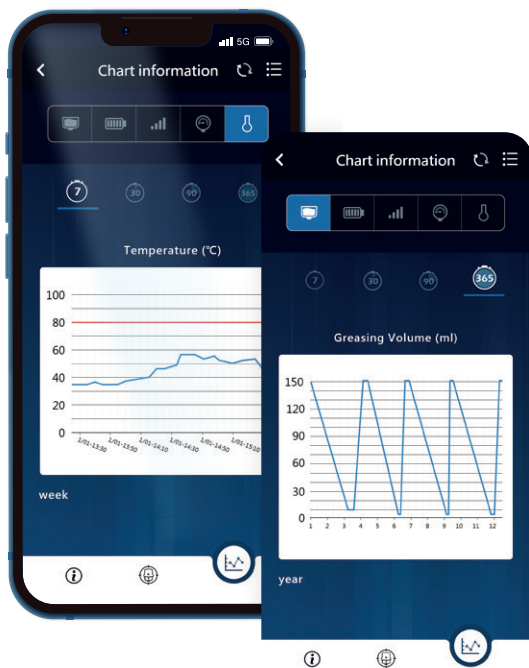 5G
Chart information
7 30 90 365
Temperature (℃)
100
80
60
40
20
0
1/01-13:30 1/01-13:50 1/01-14:10 1/01-14:30 1/01-14:50 1/01-15:10
week
Chart information
7 30 90 365
Greasing Volume (ml)
150
120
90
60
30
0
1 2 3 4 5 6 7 8 9 10 11 12
year